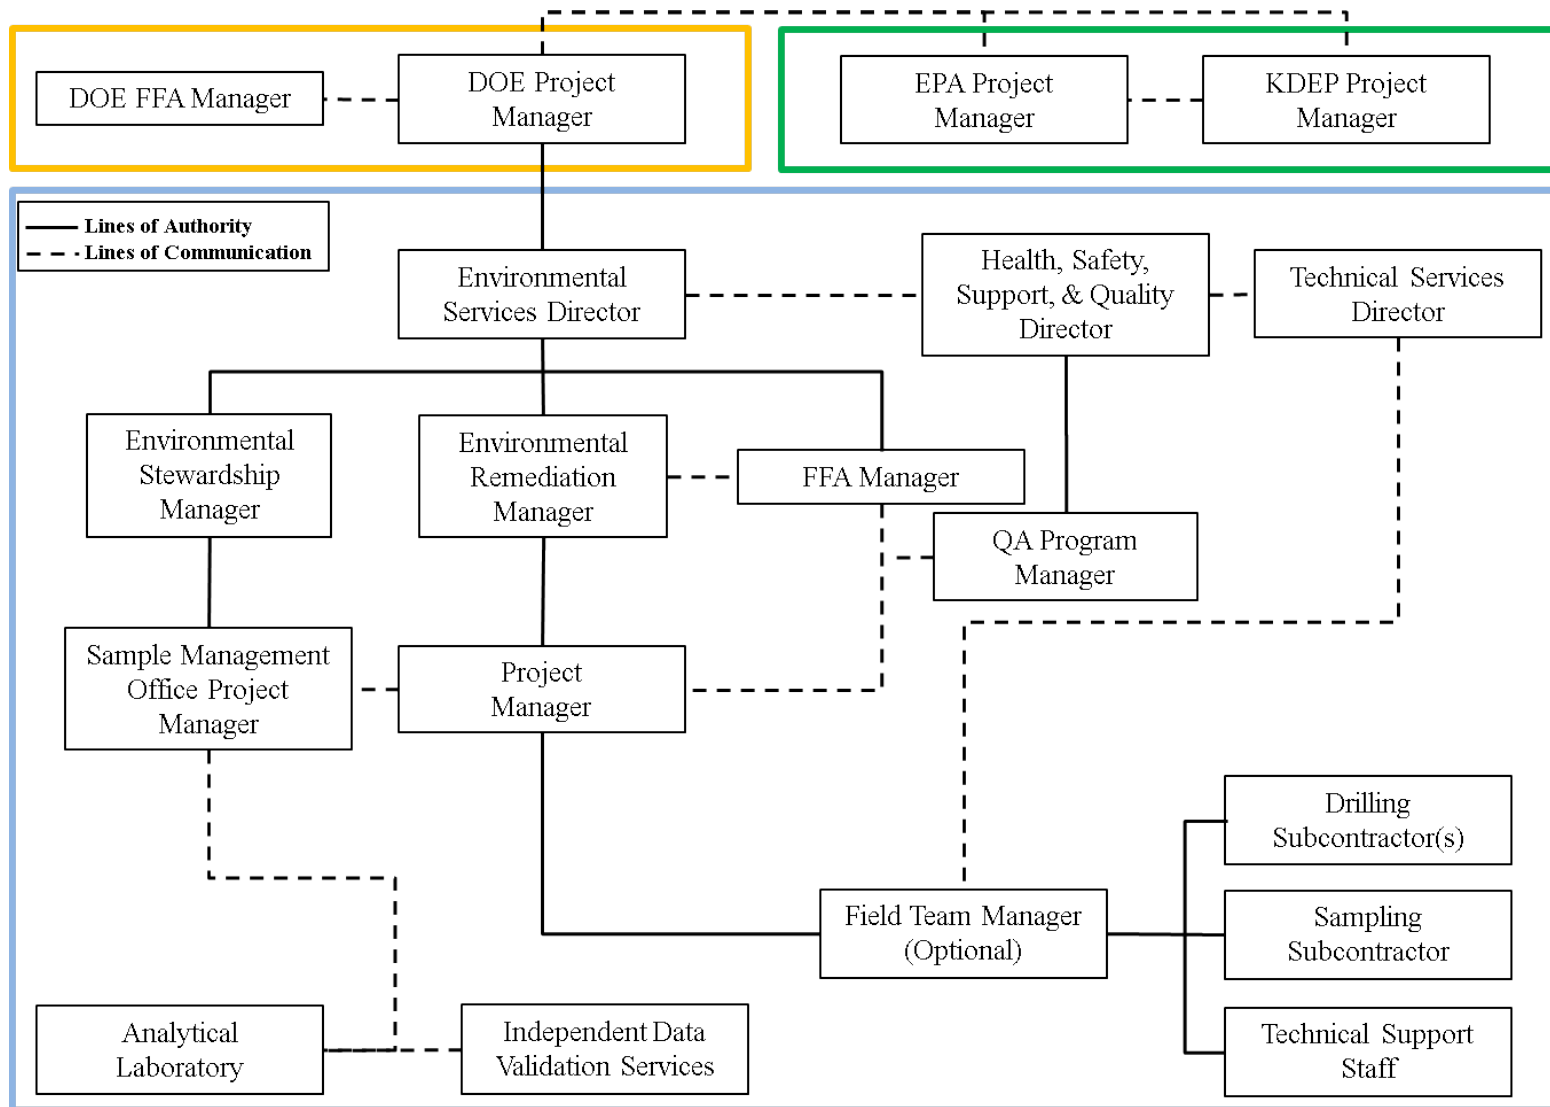 DOE FFA Manager
DOE Project
Manager
EPA Project
Manager
KDEP Project
Manager
Lines of Authority
Lines of Communication
Environmental
Services Director
Health, Safety,
Support, & Quality
Director
Technical Services
Director
Environmental
Stewardship
Manager
Environmental
Remediation
Manager
FFA Manager
QA Program
Manager
Sample Management
Office Project
Manager
Project
Manager
Drilling
Subcontractor(s)
Field Team Manager
(Optional)
Sampling
Subcontractor
Analytical
Laboratory
Independent Data
Validation Services
Technical Support
Staff